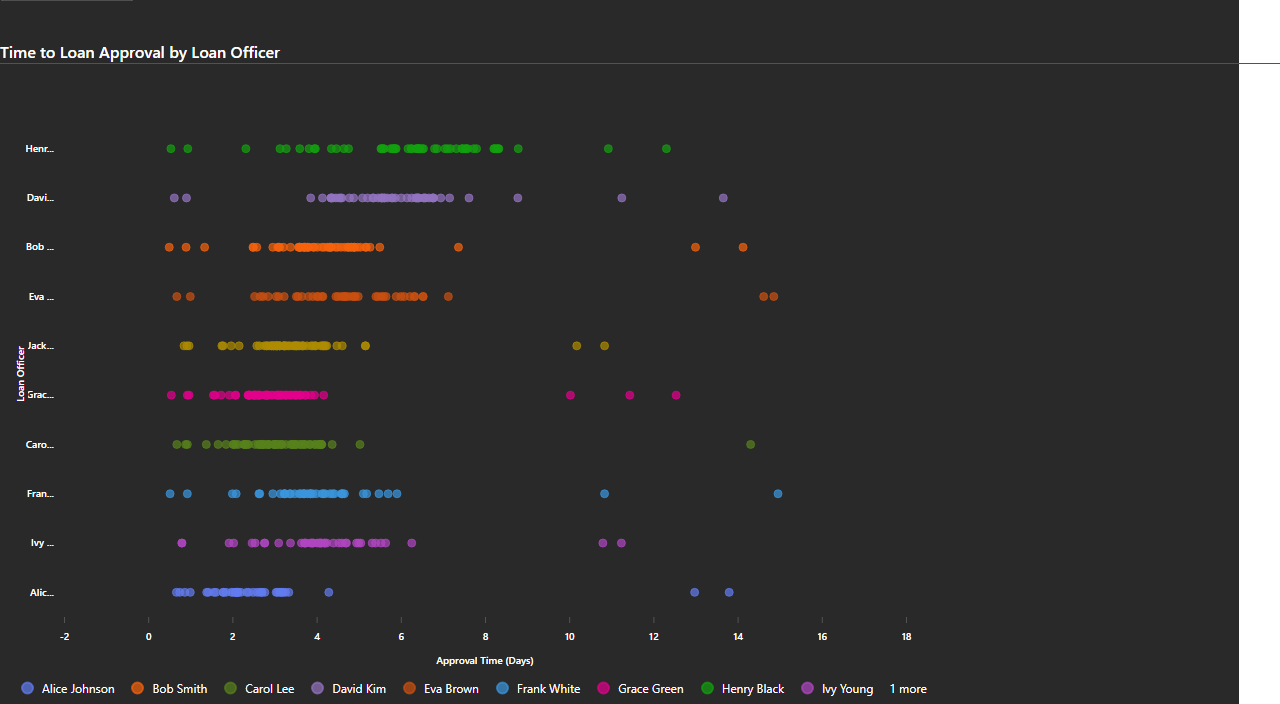 Time to Loan Approval by Loan Officer
Henr...
Davi...
Bob ...
Eva ...
Jack...
Loan Officer
Grac...
Caro...
Fran...
Ivy ...
Alic...
-2 0 2 4 6 8 10 12 14 16 18
Approval Time (Days)
Alice Johnson Bob Smith Carol Lee David Kim Eva Brown Frank White Grace Green Henry Black Ivy Young 1 more